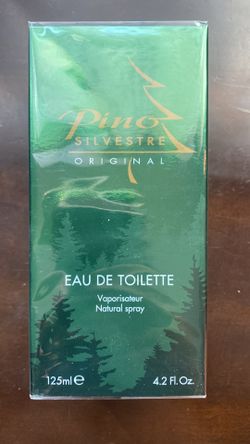 Pino
SILVESTRE
ORIGINAL
EAU DE TOILETTE
Vaporisateur
Natural spray
125ml ℮ 4.2 Fl.Oz.